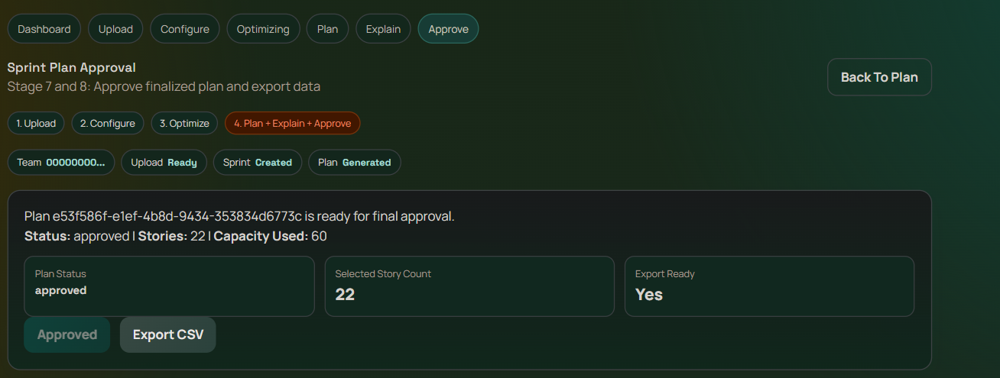 Dashboard Upload Configure Optimizing Plan Explain Approve
Sprint Plan Approval
Stage 7 and 8: Approve finalized plan and export data
Back To Plan
1. Upload 2. Configure 3. Optimize 4. Plan + Explain + Approve
Team 00000000... Upload Ready Sprint Created Plan Generated
Plan e53f586f-e1ef-4b8d-9434-353834d6773c is ready for final approval.
Status: approved | Stories: 22 | Capacity Used: 60
Plan Status
approved
Selected Story Count
22
Export Ready
Yes
Approved Export CSV